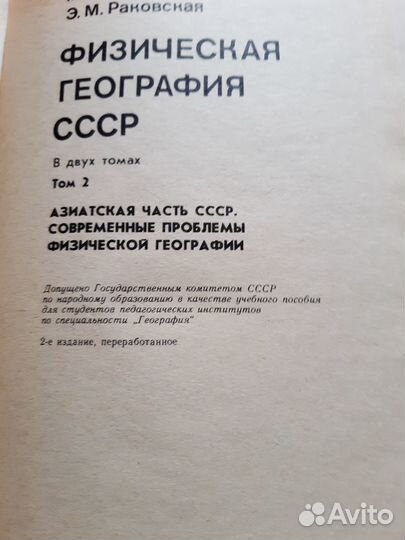 Э. М. Раковская
ФИЗИЧЕСКАЯ
ГЕОГРАФИЯ
СССР
В двух томах
Том 2
АЗИАТСКАЯ ЧАСТЬ СССР.
СОВРЕМЕННЫЕ ПРОБЛЕМЫ
ФИЗИЧЕСКОЙ ГЕОГРАФИИ
Допущено Государственным комитетом СССР
по народному образованию в качестве учебного пособия
для студентов педагогических институтов
по специальности „География"
2-е издание, переработанное
Avito